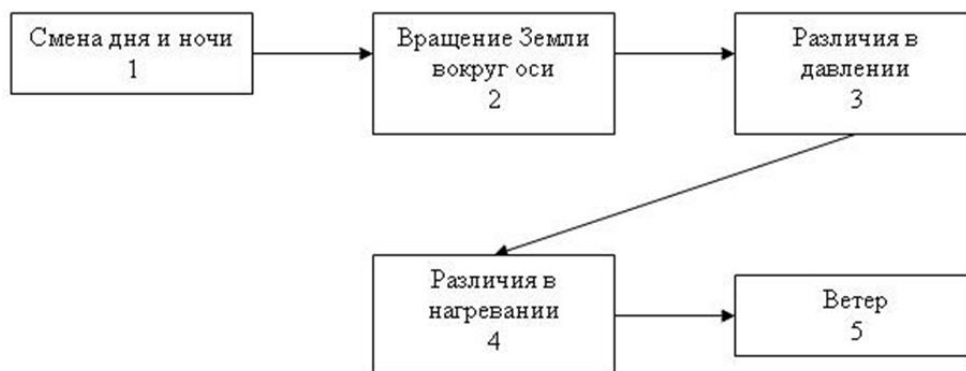 Смена дня и ночи
1
Вращение Земли
вокруг оси
2
Различия в
давлении
3
Различия в
нагревании
4
Ветер
5